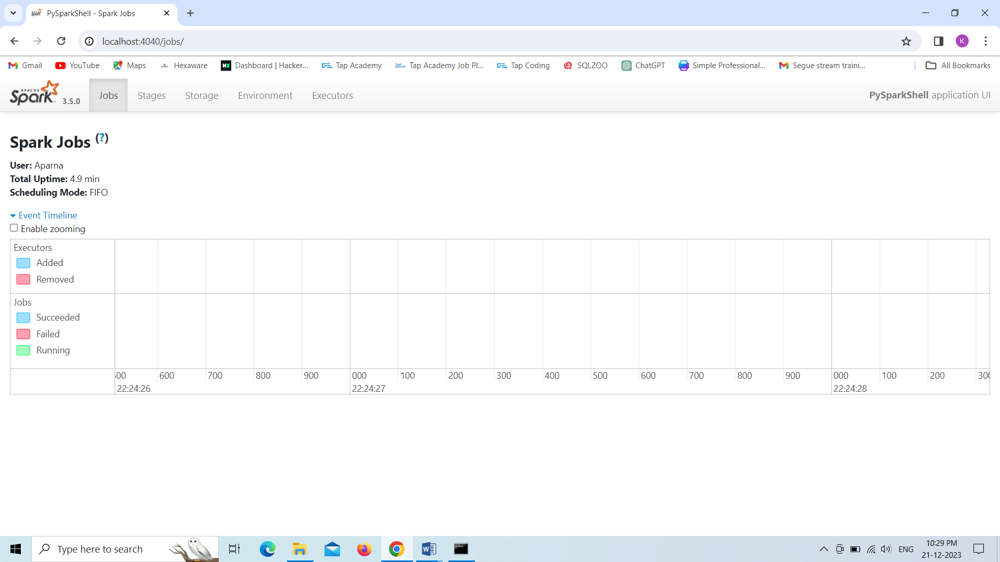 PySparkShell - Spark Jobs
localhost:4040/jobs/
K
Gmail YouTube Maps Hexaware Dashboard | Hacker... Tap Academy Tap Academy Job Pl... Tap Coding SQLZOO ChatGPT Simple Professional... Segue stream traini... All Bookmarks
APACHE Spark 3.5.0 Jobs Stages Storage Environment Executors PySparkShell application UI
Spark Jobs (?)
User: Aparna
Total Uptime: 4.9 min
Scheduling Mode: FIFO
Event Timeline
Enable zooming
Executors
Added
Removed
Jobs
Succeeded
Failed
Running
600 700 800 900 000 100 200 300 400 500 600 700 800 900 000 100 200
22:24:26 22:24:27 22:24:28
Type here to search
ENG
10:29 PM
21-12-2023